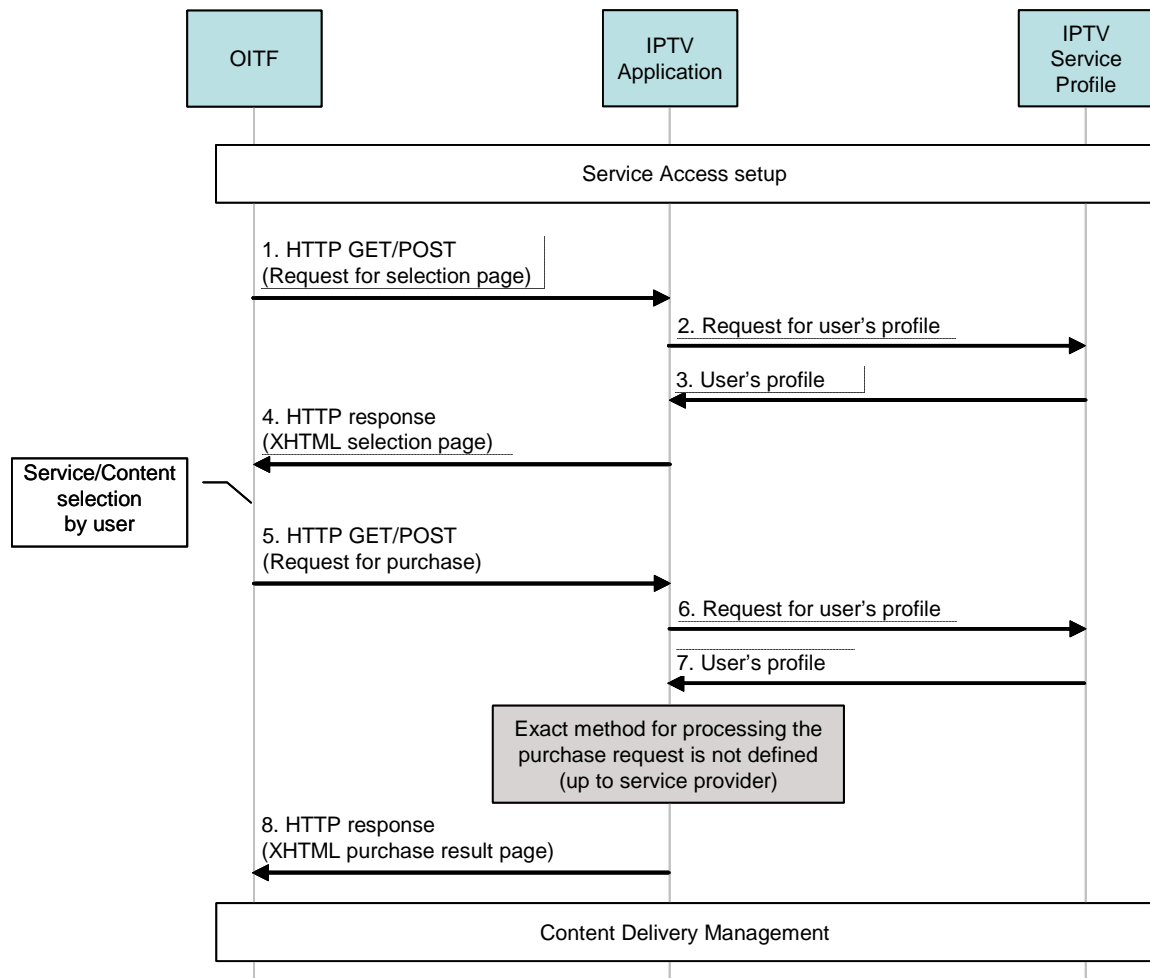 OITF
IPTV
Application
IPTV
Service
Profile
Service Access setup
1. HTTP GET/POST
(Request for selection page)
2. Request for user's profile
3. User's profile
4. HTTP response
(XHTML selection page)
Service/Content
selection
by user
5. HTTP GET/POST
(Request for purchase)
6. Request for user's profile
7. User's profile
Exact method for processing the
purchase request is not defined
(up to service provider)
8. HTTP response
(XHTML purchase result page)
Content Delivery Management